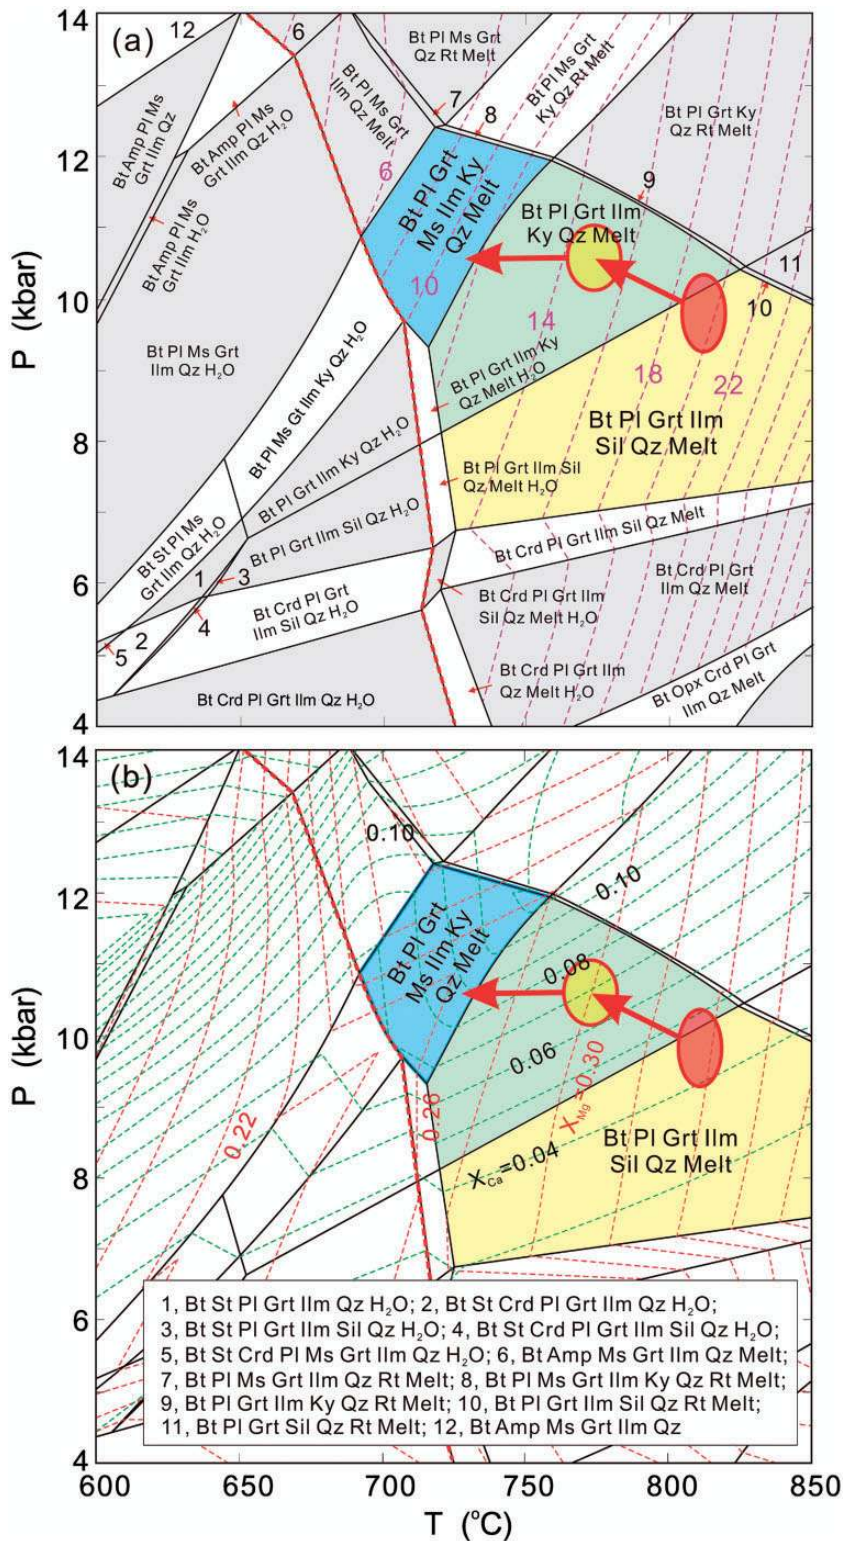 14
12
10
8
6
4
P (kbar)
(a)
12
6
Bt Pl Ms Grt
Qz Rt Melt
Bt Pl Ms Grt
Ilm Qz Melt
7
8
Bt Pl Ms Grt
Ky Qz Rt Melt
Bt Pl Grt Ky
Qz Rt Melt
Bt Amp Pl Ms
Grt Ilm Qz
Bt Amp Pl Ms
Grt Ilm Qz H₂O
Bt Amp Pl Ms
Grt Ilm H₂O
6
Bt Pl Grt
Ms Ilm Ky
Qz Melt
9
Bt Pl Grt Ilm
Ky Qz Melt
11
10
10
14
18
22
Bt Pl Ms Grt
Ilm Qz H₂O
Bt Pl Ms Gt Ilm Ky Qz H₂O
Bt Pl Grt Ilm Ky
Qz Melt H₂O
Bt Pl Grt Ilm
Sil Qz Melt
Bt Pl Grt Ilm Ky Qz H₂O
Bt Pl Grt Ilm Sil
Qz Melt H₂O
Bt St Pl Ms
Grt Ilm Qz H₂O
Bt Pl Grt Ilm Sil Qz H₂O
Bt Crd Pl Grt Ilm Sil Qz Melt
1
3
2
4
5
Bt Crd Pl Grt
Ilm Sil Qz H₂O
Bt Crd Pl Grt Ilm
Sil Qz Melt H₂O
Bt Crd Pl Grt
Ilm Qz Melt
Bt Crd Pl Grt Ilm
Qz Melt H₂O
Bt Opx Crd Pl Grt
Ilm Qz Melt
Bt Crd Pl Grt Ilm Qz H₂O
14
12
10
8
6
4
P (kbar)
(b)
0.10
0.10
Bt Pl Grt
Ms Ilm Ky
Qz Melt
0.08
0.06
0.22
0.26
X_Mg=0.30
X_Ca=0.04
Bt Pl Grt Ilm
Sil Qz Melt
1, Bt St Pl Grt Ilm Qz H₂O; 2, Bt St Crd Pl Grt Ilm Qz H₂O;
3, Bt St Pl Grt Ilm Sil Qz H₂O; 4, Bt St Crd Pl Grt Ilm Sil Qz H₂O;
5, Bt St Crd Pl Ms Grt Ilm Qz H₂O; 6, Bt Amp Ms Grt Ilm Qz Melt;
7, Bt Pl Ms Grt Ilm Qz Rt Melt; 8, Bt Pl Ms Grt Ilm Ky Qz Rt Melt;
9, Bt Pl Grt Ilm Ky Qz Rt Melt; 10, Bt Pl Grt Ilm Sil Qz Rt Melt;
11, Bt Pl Grt Sil Qz Rt Melt; 12, Bt Amp Ms Grt Ilm Qz
600
650
700
750
800
850
T (°C)